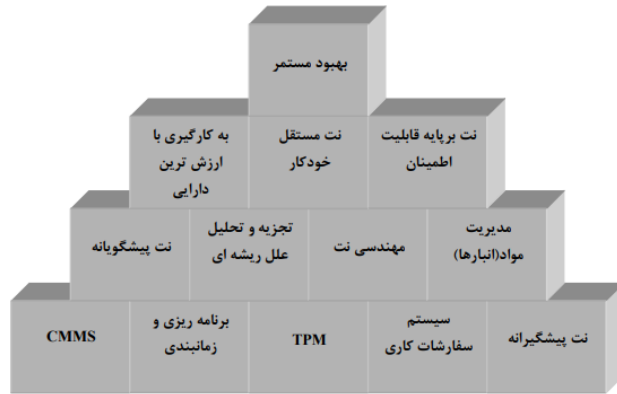 بهبود مستمر
نت برپایه قابلیت
اطمینان
نت مستقل
خودکار
به کارگیری با
ارزش ترین
دارایی
مدیریت
مواد(انبارها)
مهندسی نت
تجزیه و تحلیل
علل ریشه ای
نت پیشگویانه
نت پیشگیرانه
سیستم
سفارشات کاری
TPM
برنامه ریزی و
زمانبندی
CMMS